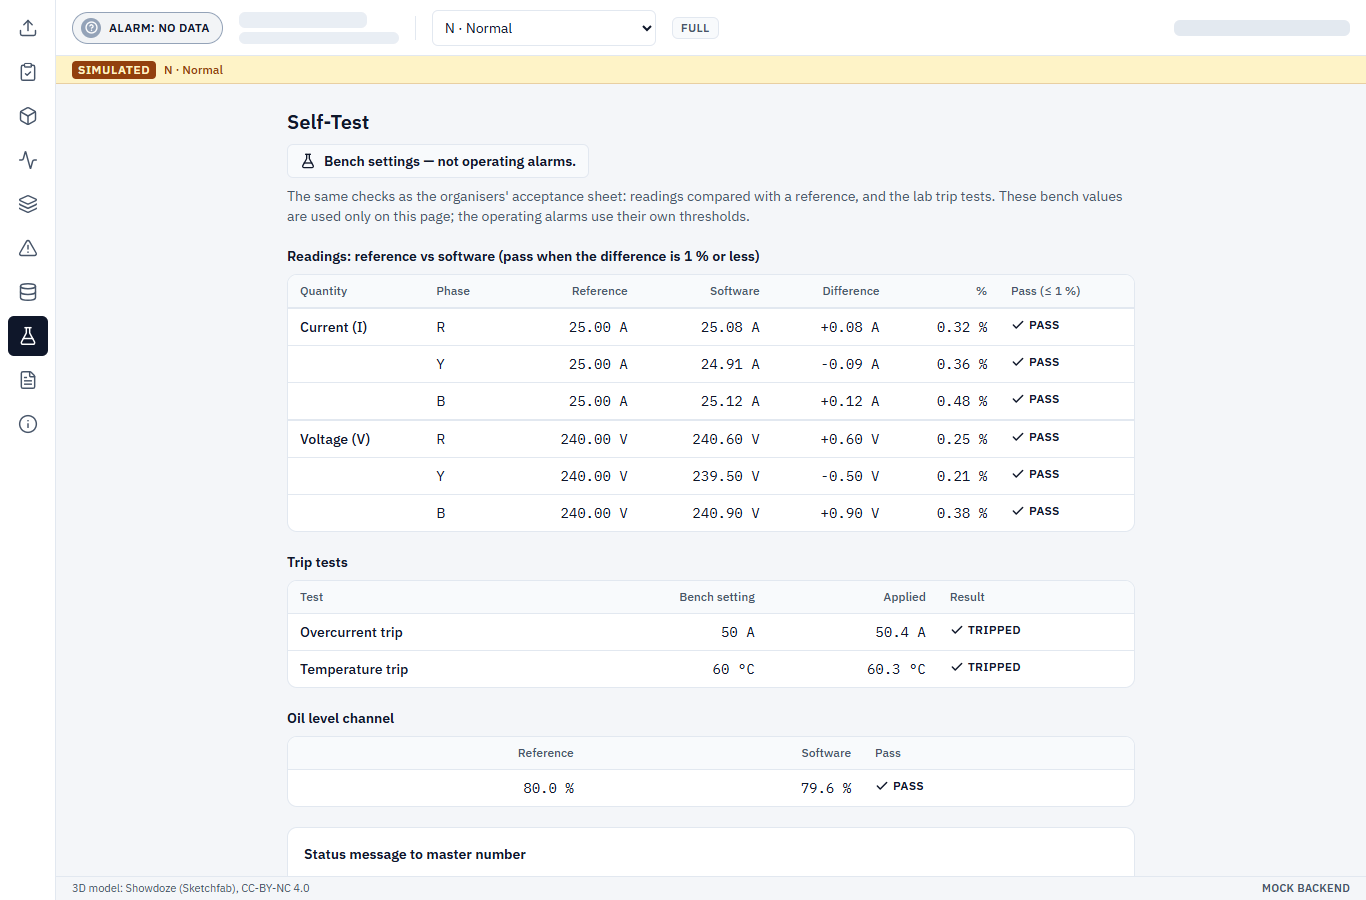 ALARM: NO DATA
N · Normal
FULL
SIMULATED N · Normal
Self-Test
Bench settings — not operating alarms.
The same checks as the organisers' acceptance sheet: readings compared with a reference, and the lab trip tests. These bench values
are used only on this page; the operating alarms use their own thresholds.
Readings: reference vs software (pass when the difference is 1 % or less)
Quantity Phase Reference Software Difference % Pass (≤ 1 %)
Current (I) R 25.00 A 25.08 A +0.08 A 0.32 % PASS
Y 25.00 A 24.91 A -0.09 A 0.36 % PASS
B 25.00 A 25.12 A +0.12 A 0.48 % PASS
Voltage (V) R 240.00 V 240.60 V +0.60 V 0.25 % PASS
Y 240.00 V 239.50 V -0.50 V 0.21 % PASS
B 240.00 V 240.90 V +0.90 V 0.38 % PASS
Trip tests
Test Bench setting Applied Result
Overcurrent trip 50 A 50.4 A TRIPPED
Temperature trip 60 °C 60.3 °C TRIPPED
Oil level channel
Reference Software Pass
80.0 % 79.6 % PASS
Status message to master number
3D model: Showdoze (Sketchfab), CC-BY-NC 4.0
MOCK BACKEND